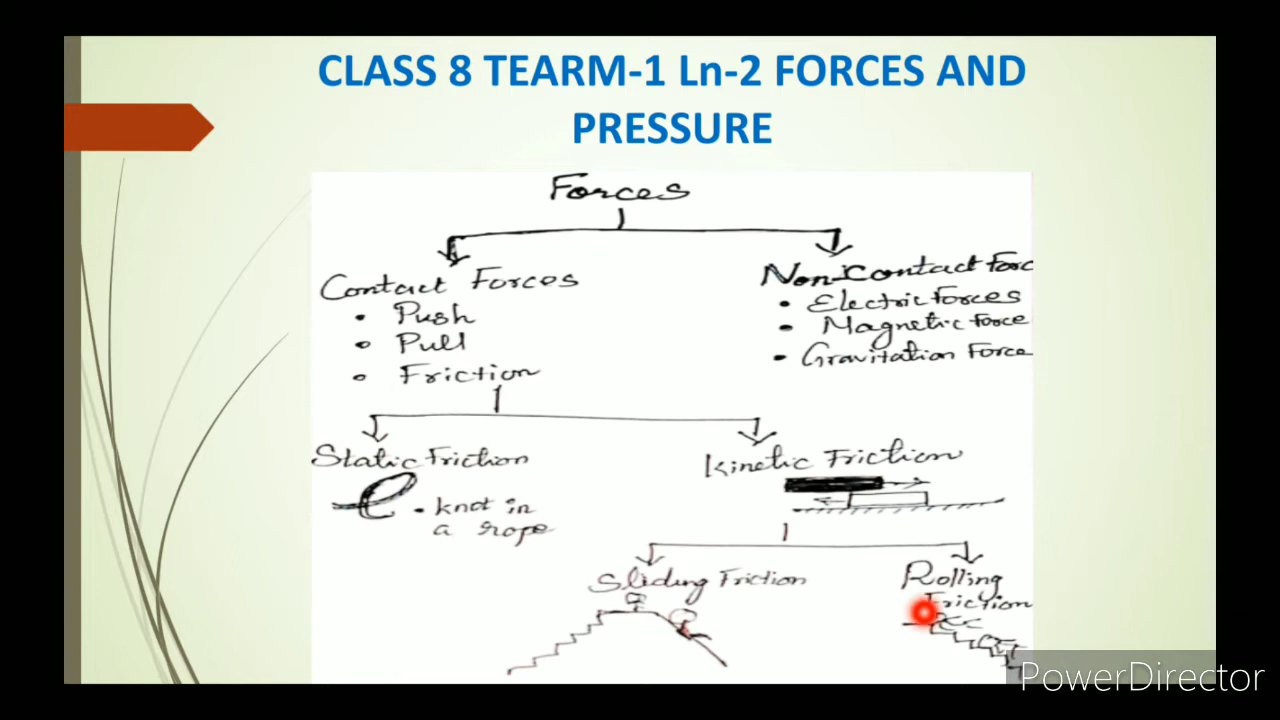 CLASS 8 TEARM-1 Ln-2 FORCES AND
PRESSURE
Forces
Contact Forces
• Push
• Pull
• Friction
Non-contact Forc
• Electric Forces
• Magnetic Force
• Gravitation Force
Static Friction
• knot in
a rope
Kinetic Friction
Sliding Friction
Rolling
Friction
PowerDirector